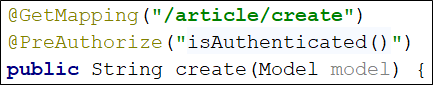 @GetMapping("/article/create")
@PreAuthorize("isAuthenticated()")
public String create(Model model) {